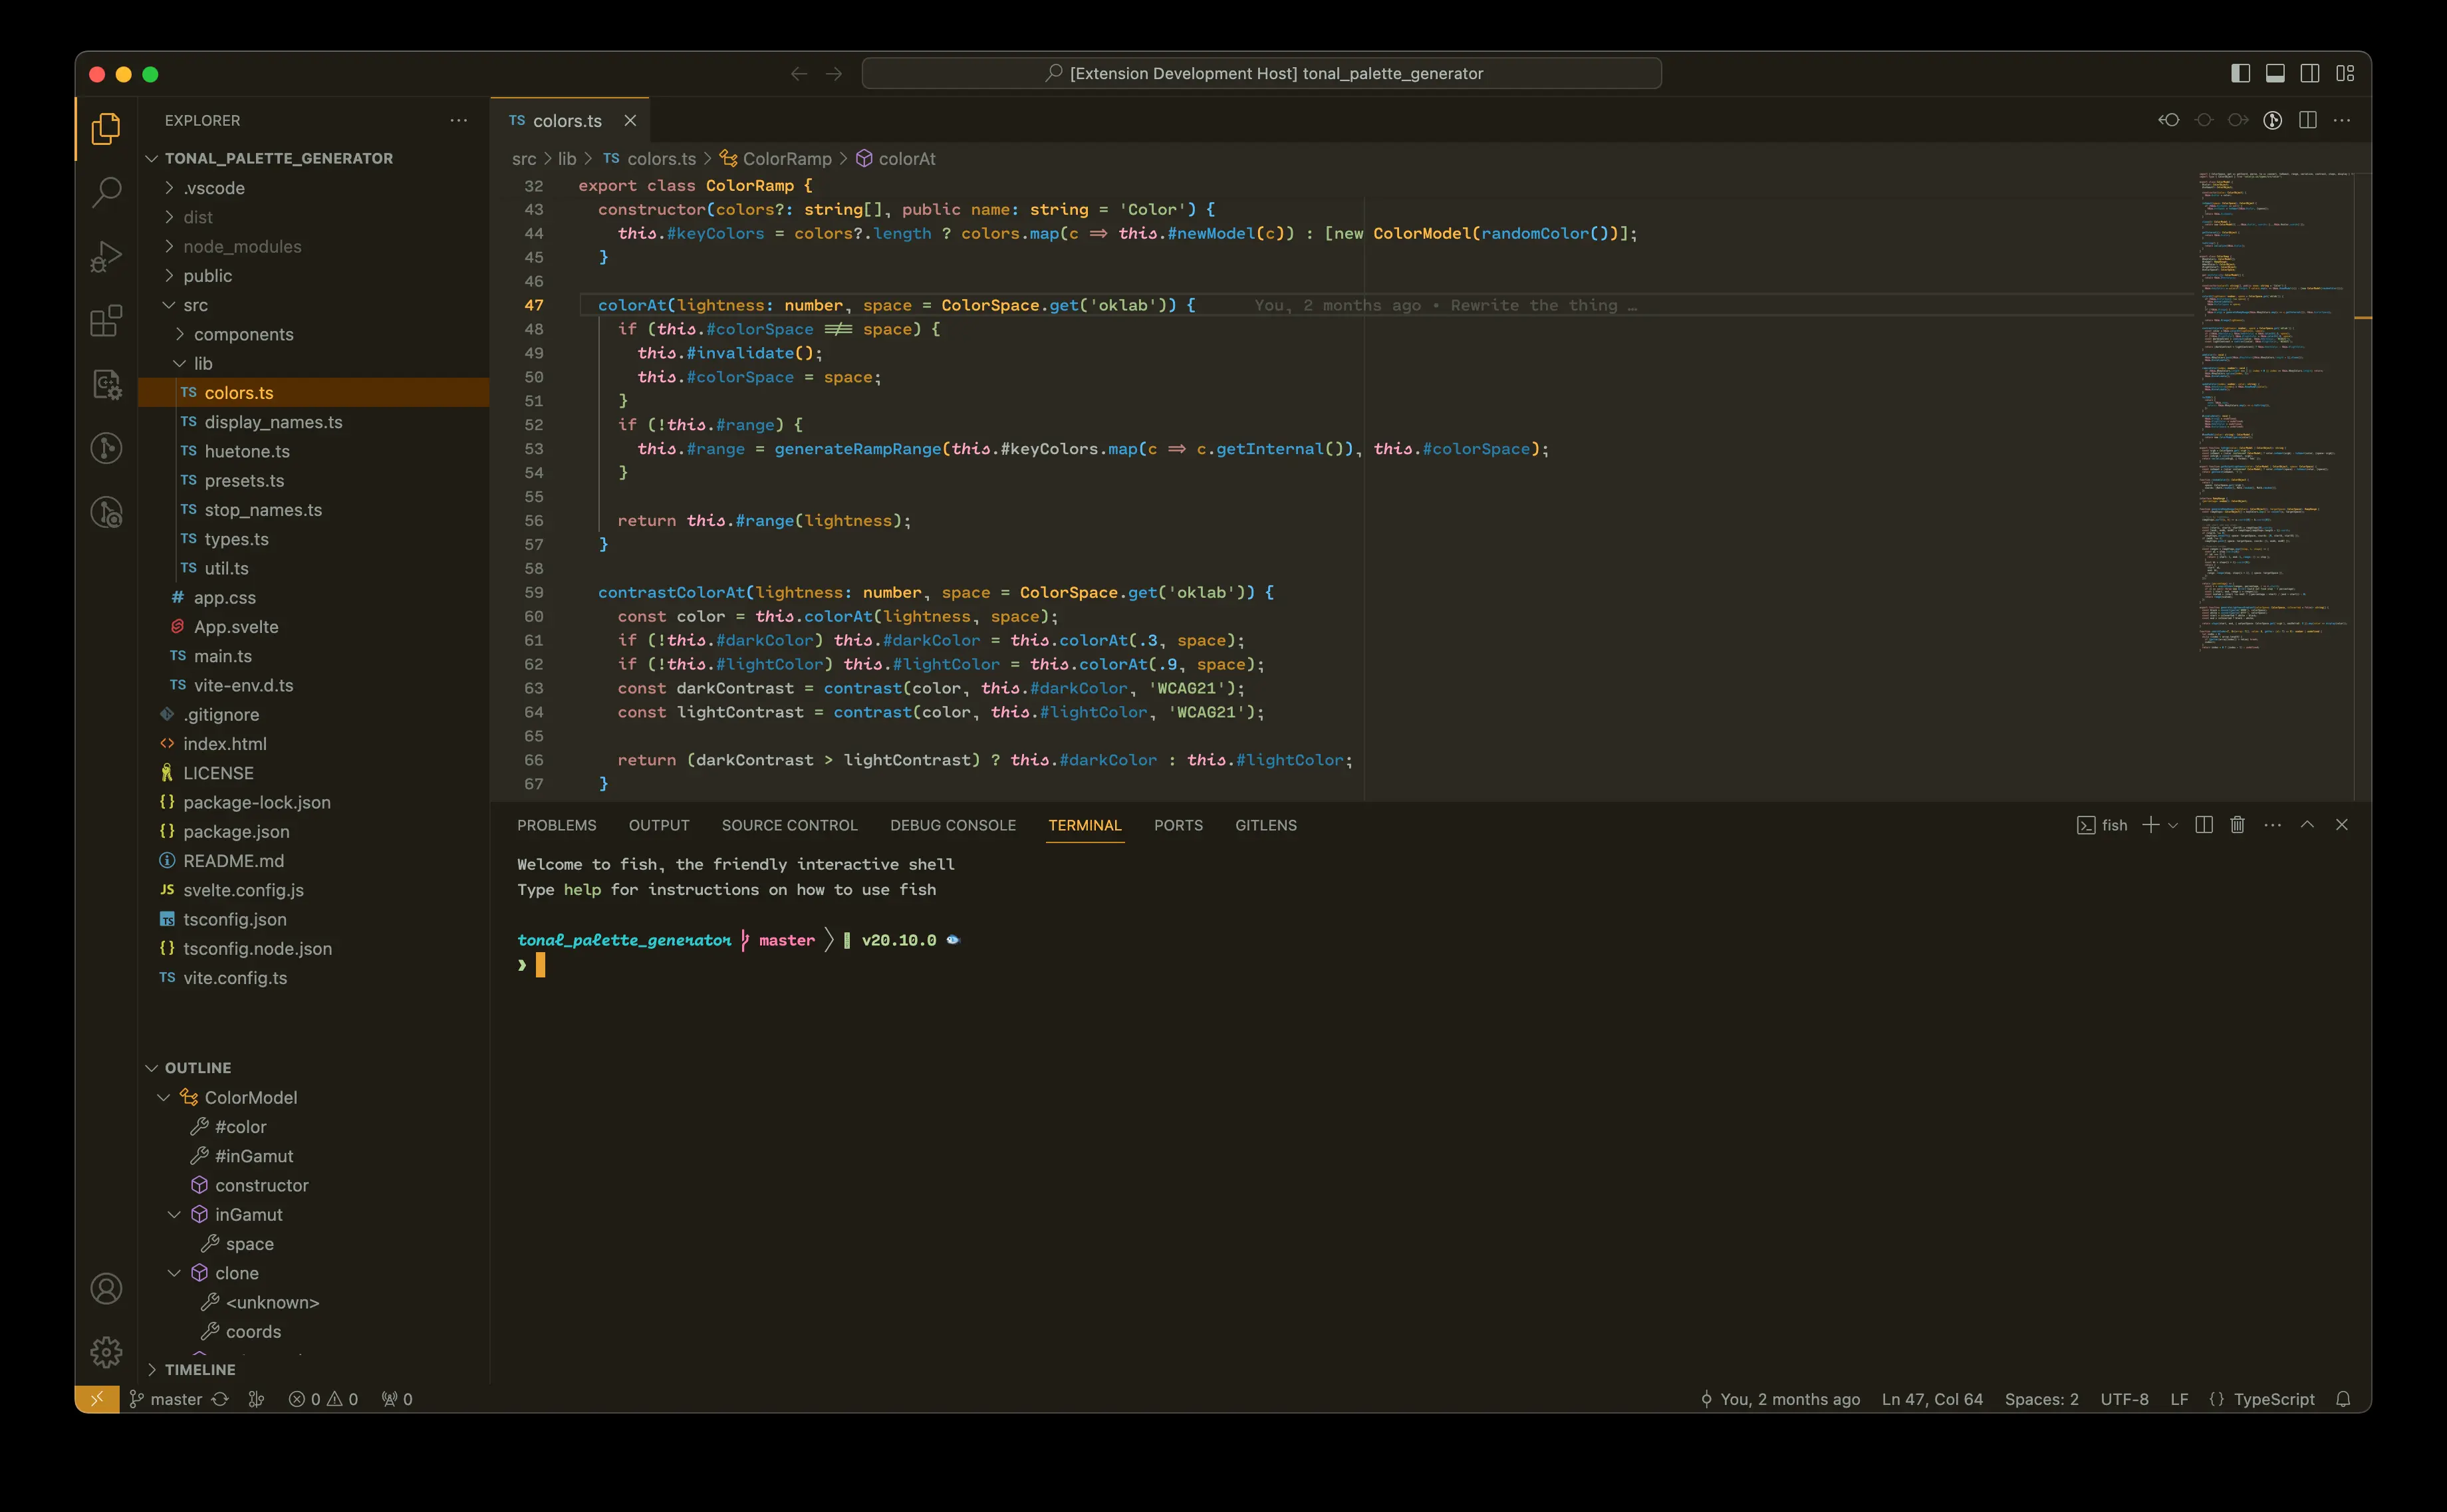 [Extension Development Host] tonal_palette_generator
EXPLORER
TONAL_PALETTE_GENERATOR
.vscode
dist
node_modules
public
src
components
lib
TS colors.ts
TS display_names.ts
TS huetone.ts
TS presets.ts
TS stop_names.ts
TS types.ts
TS util.ts
# app.css
App.svelte
TS main.ts
TS vite-env.d.ts
.gitignore
<> index.html
LICENSE
{} package-lock.json
{} package.json
README.md
JS svelte.config.js
TS tsconfig.json
{} tsconfig.node.json
TS vite.config.ts
OUTLINE
ColorModel
#color
#inGamut
constructor
inGamut
space
clone
<unknown>
coords
TIMELINE
TS colors.ts
src > lib > TS colors.ts > ColorRamp > colorAt
32 export class ColorRamp {
43 constructor(colors?: string[], public name: string = 'Color') {
44 this.#keyColors = colors?.length ? colors.map(c => this.#newModel(c)) : [new ColorModel(randomColor())];
45 }
46
47 colorAt(lightness: number, space = ColorSpace.get('oklab')) { You, 2 months ago • Rewrite the thing …
48 if (this.#colorSpace !== space) {
49 this.#invalidate();
50 this.#colorSpace = space;
51 }
52 if (!this.#range) {
53 this.#range = generateRampRange(this.#keyColors.map(c => c.getInternal()), this.#colorSpace);
54 }
55
56 return this.#range(lightness);
57 }
58
59 contrastColorAt(lightness: number, space = ColorSpace.get('oklab')) {
60 const color = this.colorAt(lightness, space);
61 if (!this.#darkColor) this.#darkColor = this.colorAt(.3, space);
62 if (!this.#lightColor) this.#lightColor = this.colorAt(.9, space);
63 const darkContrast = contrast(color, this.#darkColor, 'WCAG21');
64 const lightContrast = contrast(color, this.#lightColor, 'WCAG21');
65
66 return (darkContrast > lightContrast) ? this.#darkColor : this.#lightColor;
67 }
PROBLEMS OUTPUT SOURCE CONTROL DEBUG CONSOLE TERMINAL PORTS GITLENS
fish
Welcome to fish, the friendly interactive shell
Type help for instructions on how to use fish
tonal_palette_generator master v20.10.0
❯
master 0 0 0
You, 2 months ago Ln 47, Col 64 Spaces: 2 UTF-8 LF {} TypeScript